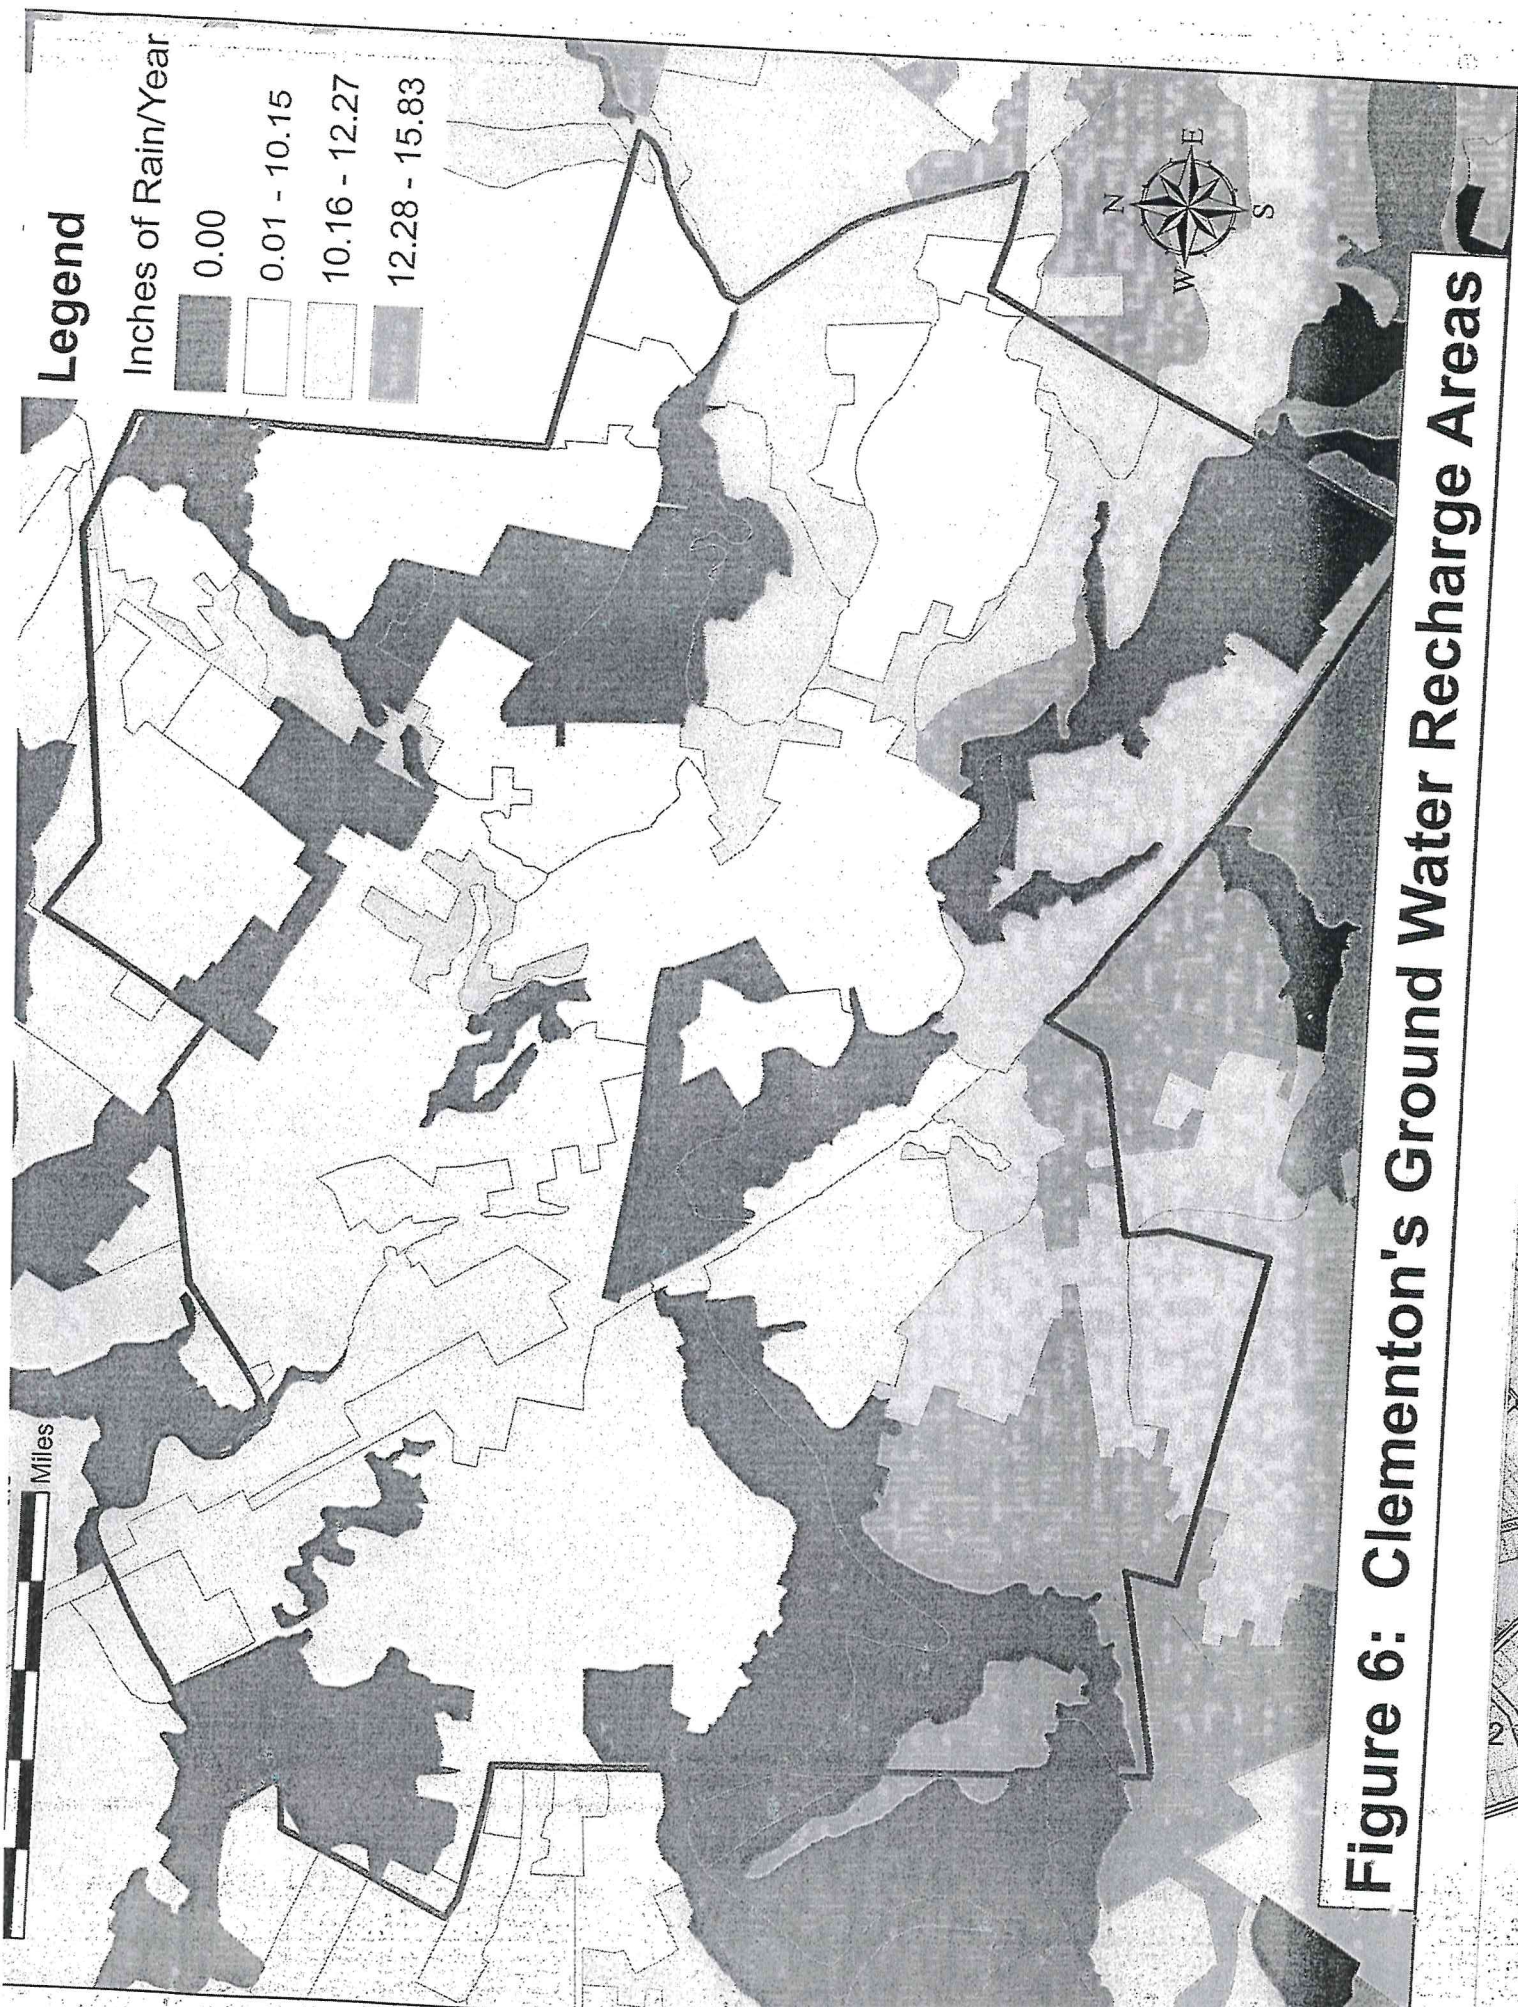 Miles
Legend
Inches of Rain/Year
0.00
0.01 - 10.15
10.16 - 12.27
12.28 - 15.83
N
W
E
S
Figure 6: Clementon's Ground Water Recharge Areas